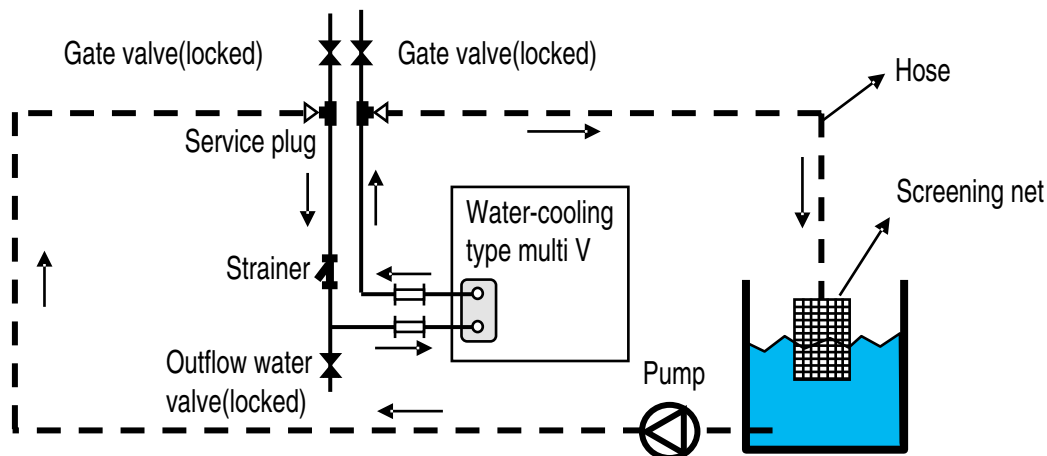 Gate valve(locked)
Gate valve(locked)
Hose
Service plug
Screening net
Water-cooling
type multi V
Strainer
Outflow water
valve(locked)
Pump